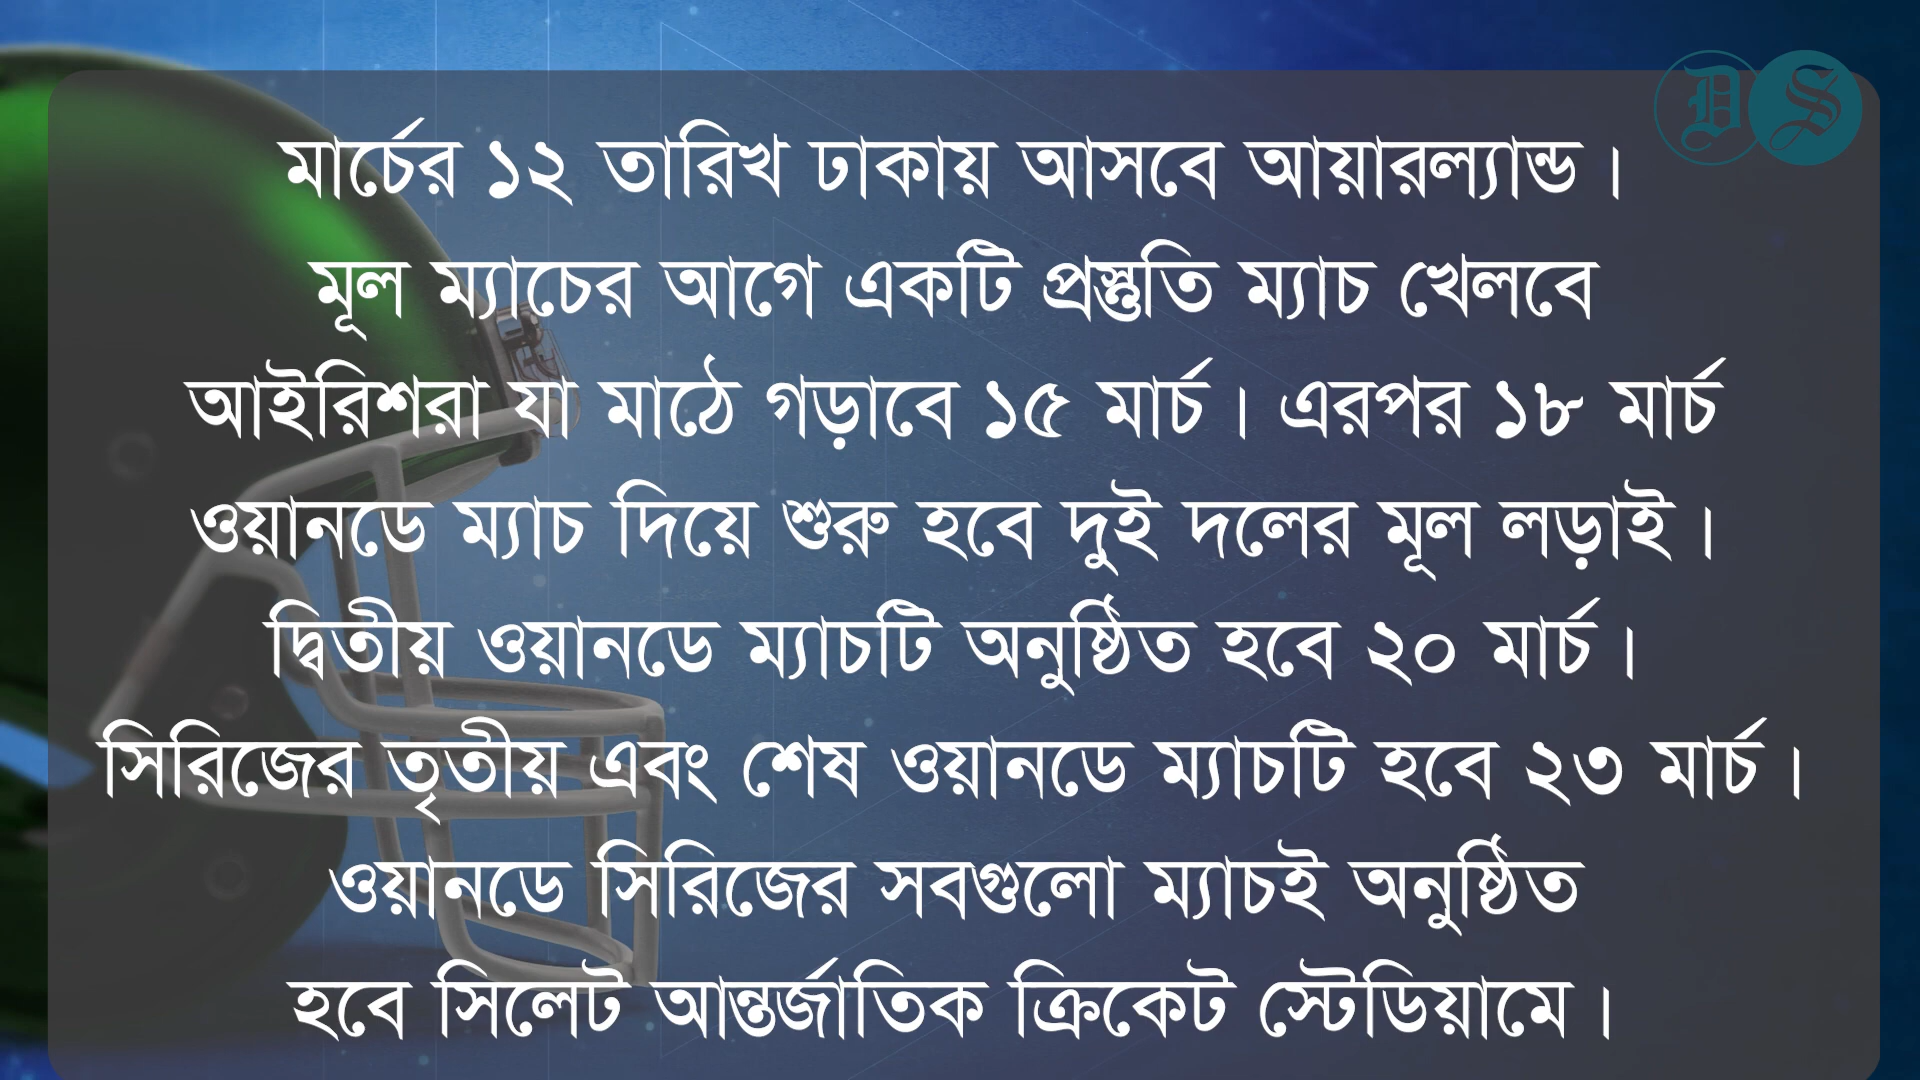 DS
মার্চের ১২ তারিখ ঢাকায় আসবে আয়ারল্যান্ড।
মূল ম্যাচের আগে একটি প্রস্তুতি ম্যাচ খেলবে
আইরিশরা যা মাঠে গড়াবে ১৫ মার্চ। এরপর ১৮ মার্চ
ওয়ানডে ম্যাচ দিয়ে শুরু হবে দুই দলের মূল লড়াই।
দ্বিতীয় ওয়ানডে ম্যাচটি অনুষ্ঠিত হবে ২০ মার্চ।
সিরিজের তৃতীয় এবং শেষ ওয়ানডে ম্যাচটি হবে ২৩ মার্চ।
ওয়ানডে সিরিজের সবগুলো ম্যাচই অনুষ্ঠিত
হবে সিলেট আন্তর্জাতিক ক্রিকেট স্টেডিয়ামে।